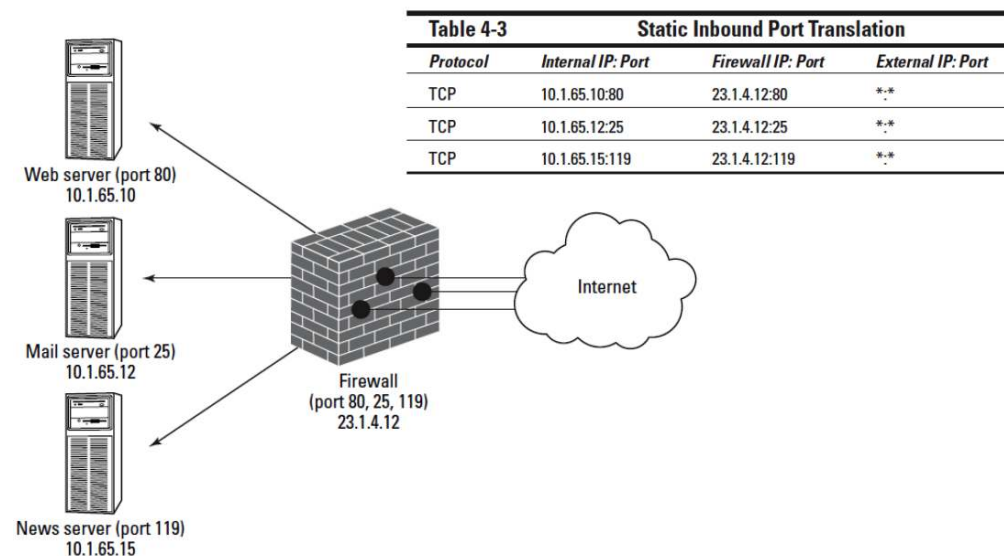 Table 4-3 Static Inbound Port Translation
Protocol Internal IP: Port Firewall IP: Port External IP: Port
TCP 10.1.65.10:80 23.1.4.12:80 *:*
TCP 10.1.65.12:25 23.1.4.12:25 *:*
TCP 10.1.65.15:119 23.1.4.12:119 *:*
Web server (port 80)
10.1.65.10
Mail server (port 25)
10.1.65.12
News server (port 119)
10.1.65.15
Firewall
(port 80, 25, 119)
23.1.4.12
Internet